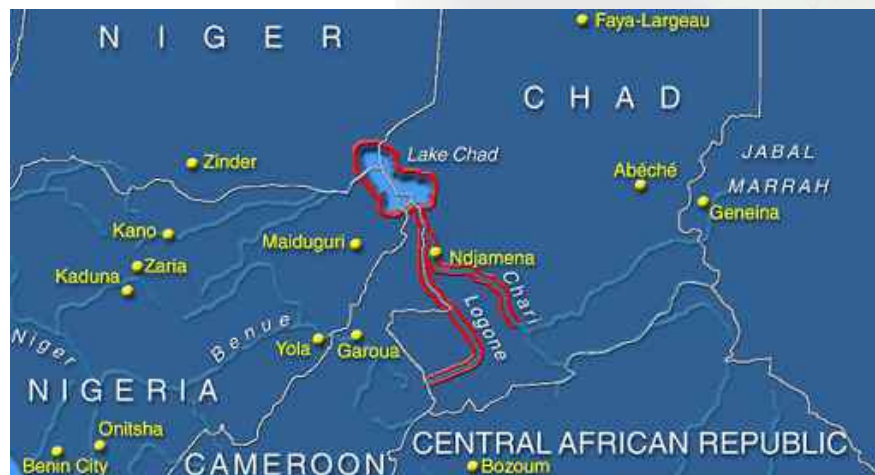 Faya-Largeau
NIGER
CHAD
Lake Chad
Zinder
JABAL
MARRAH
Abéché
Geneina
Kano
Maiduguri
Ndjamena
Zaria
Kaduna
Chari
Logone
Niger
Benue
Yola
Garoua
NIGERIA
Onitsha
CENTRAL AFRICAN REPUBLIC
Benin City
CAMEROON
Bozoum